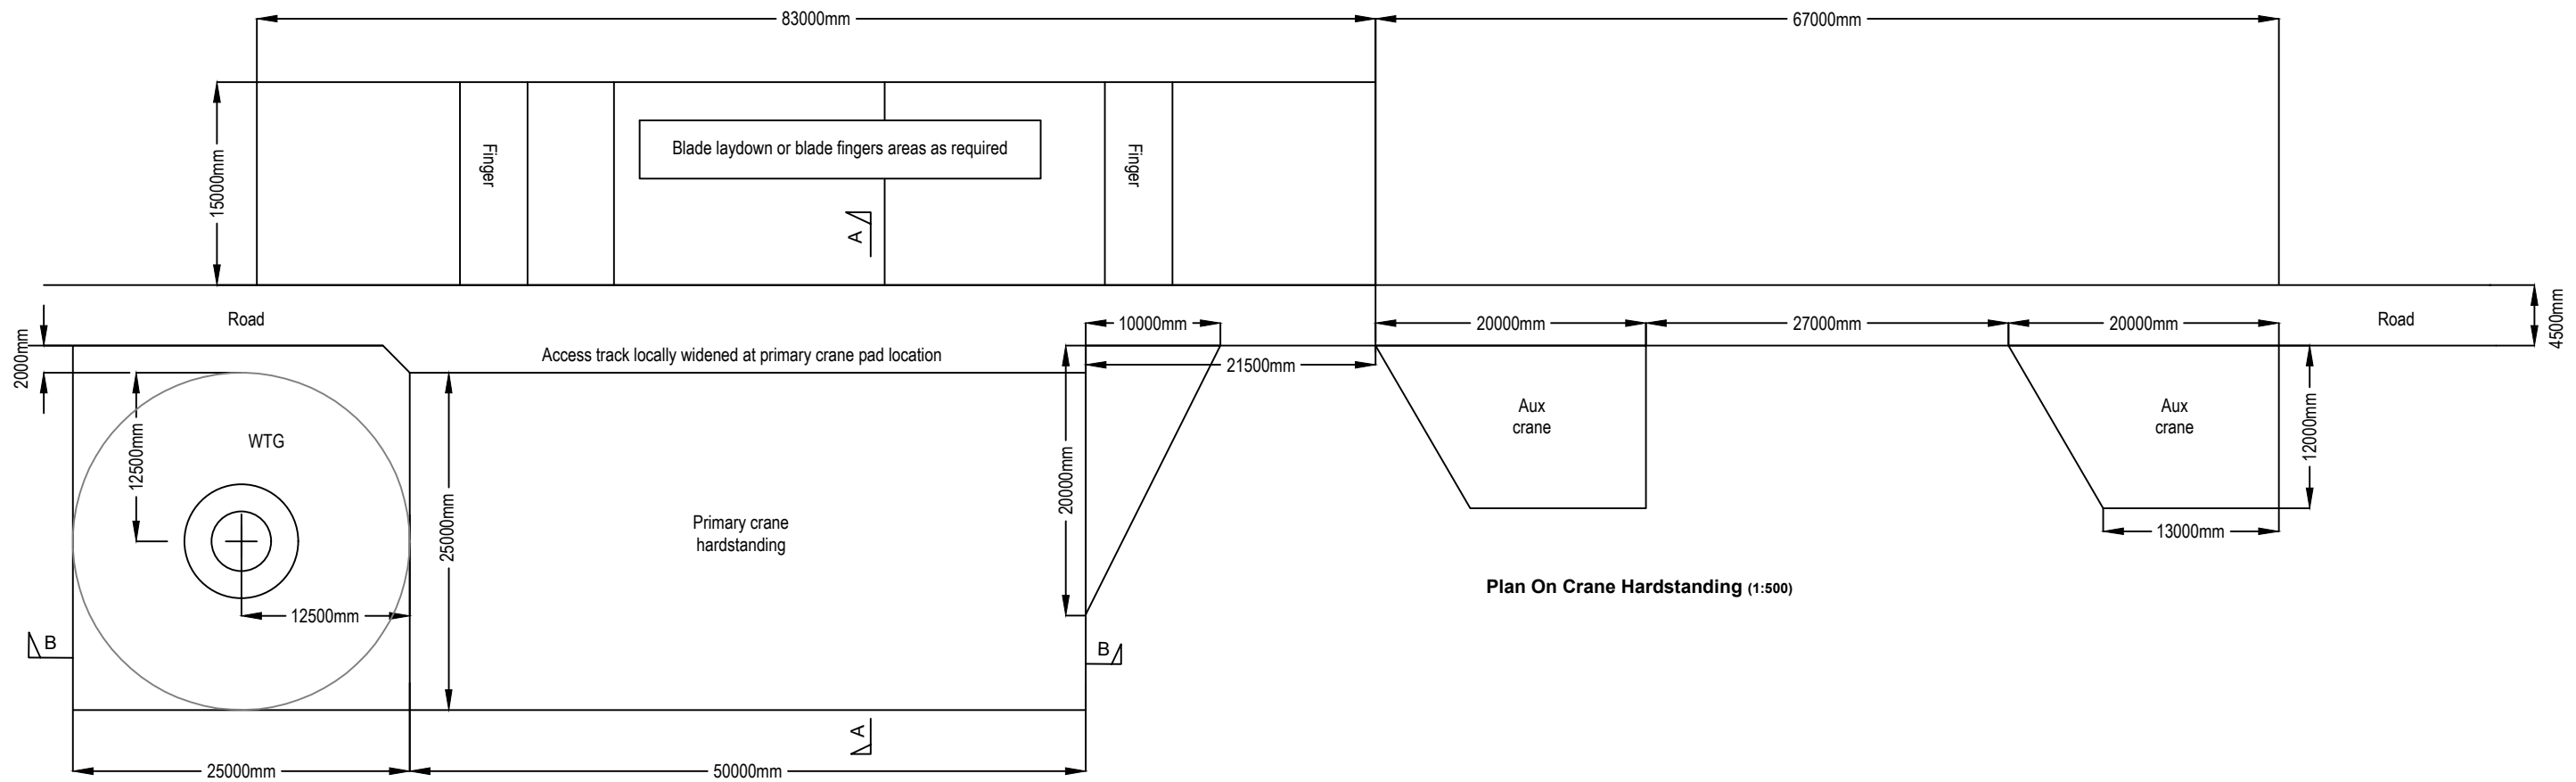 83000mm
67000mm
15000mm
Finger
Blade laydown or blade fingers areas as required
Finger
A
Road
10000mm
20000mm
27000mm
20000mm
Road
4500mm
2000mm
Access track locally widened at primary crane pad location
21500mm
WTG
12500mm
25000mm
20000mm
Aux
crane
Aux
crane
12000mm
Primary crane
hardstanding
13000mm
Plan On Crane Hardstanding (1:500)
12500mm
B
B
A
25000mm
50000mm